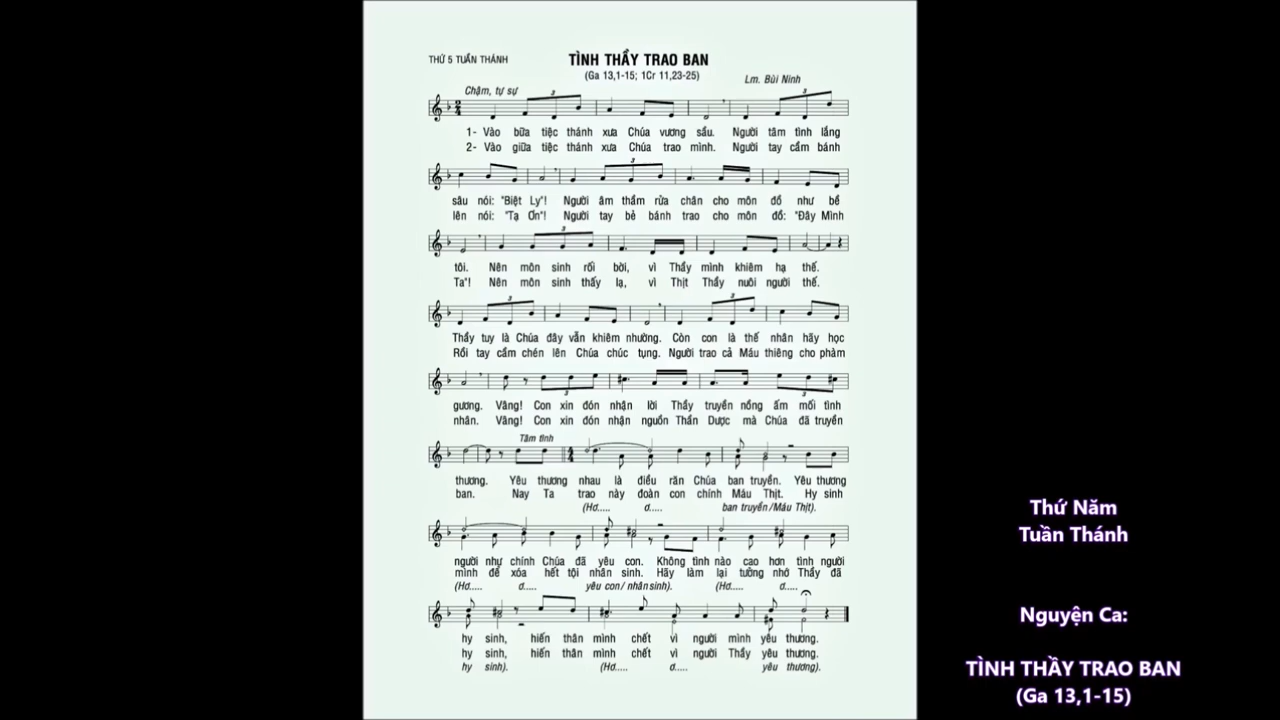 THỨ 5 TUẦN THÁNH
TÌNH THẦY TRAO BAN
(Ga 13,1-15; 1Cr 11,23-25)
Lm. Bùi Ninh
Chậm, tự sự
1- Vào bữa tiệc thánh xưa Chúa vương sầu. Người tâm tình lắng
2- Vào giữa tiệc thánh xưa Chúa trao mình. Người tay cầm bánh
sâu nói: "Biệt Ly"! Người âm thầm rửa chân cho môn đồ như bề
lên nói: "Tạ Ơn"! Người tay bẻ bánh trao cho môn đồ: "Đây Mình
tôi. Nên môn sinh rối bời, vì Thầy mình khiêm hạ thế.
Ta"! Nên môn sinh thấy lạ, vì Thịt Thầy nuôi người thế.
Thầy tuy là Chúa đây vẫn khiêm nhường. Còn con là thế nhân hãy học
Rồi tay cầm chén lên Chúa chúc tụng. Người trao cả Máu thiêng cho phàm
gương. Vâng! Con xin đón nhận lời Thầy truyền nồng ấm mối tình
nhân. Vâng! Con xin đón nhận nguồn Thần Dược mà Chúa đã truyền
Tâm tình
thương. Yêu thương nhau là điều răn Chúa ban truyền. Yêu thương
ban. Nay Ta trao này đoàn con chính Máu Thịt. Hy sinh
(Hơ..... ơ..... ban truyền/Máu Thịt).
người như chính Chúa đã yêu con. Không tình nào cao hơn tình người
mình để xóa hết tội nhân sinh. Hãy làm lại tưởng nhớ Thầy đã
(Hơ..... ơ..... yêu con/ nhân sinh). (Hơ..... ơ.....
hy sinh, hiến thân mình chết vì người mình yêu thương.
hy sinh, hiến thân mình chết vì người Thầy yêu thương.
hy sinh). (Hơ..... ơ..... yêu thương).
Thứ Năm
Tuần Thánh
Nguyện Ca:
TÌNH THẦY TRAO BAN
(Ga 13,1-15)